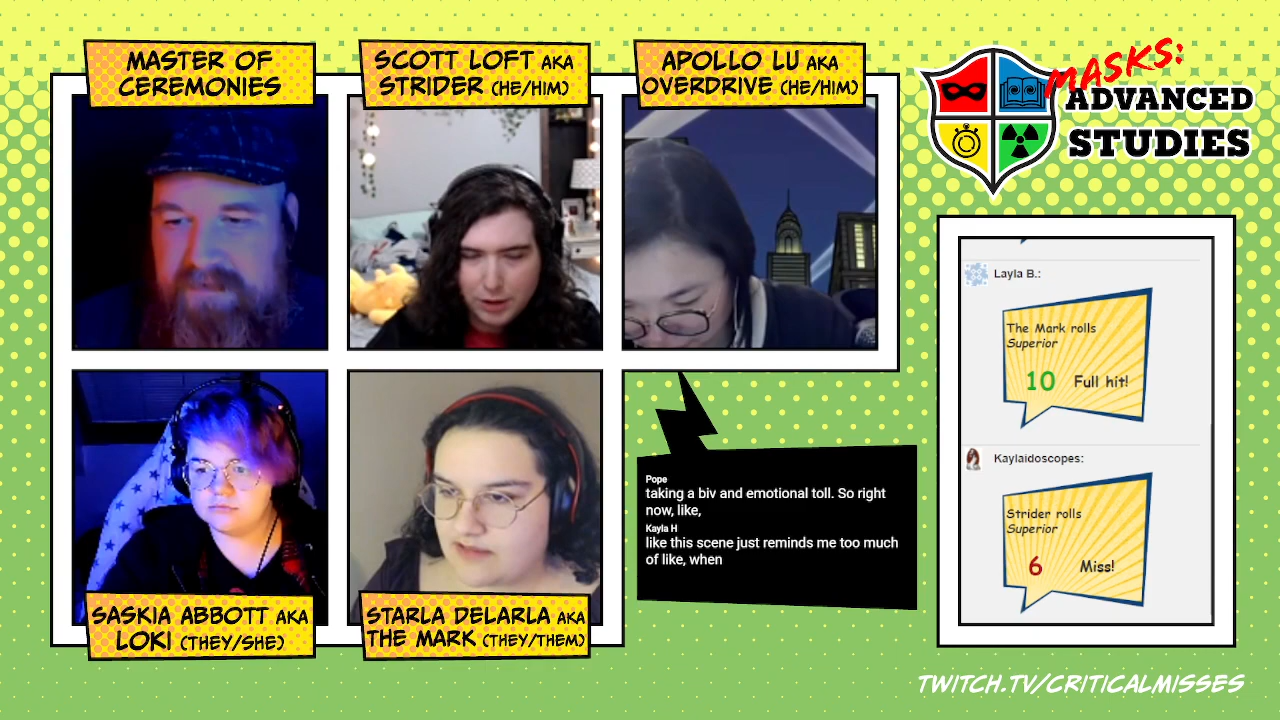 MASTER OF
CEREMONIES
SCOTT LOFT AKA
STRIDER (HE/HIM)
APOLLO LU AKA
OVERDRIVE (HE/HIM)
MASKS:
ADVANCED
STUDIES
Layla B.:
The Mark rolls
Superior
10 Full hit!
Kaylaidoscopes:
Strider rolls
Superior
6 Miss!
Pope
taking a biv and emotional toll. So right
now, like,
Kayla H
like this scene just reminds me too much
of like, when
SASKIA ABBOTT AKA
LOKI (THEY/SHE)
STARLA DELARLA AKA
THE MARK (THEY/THEM)
TWITCH.TV/CRITICALMISSES